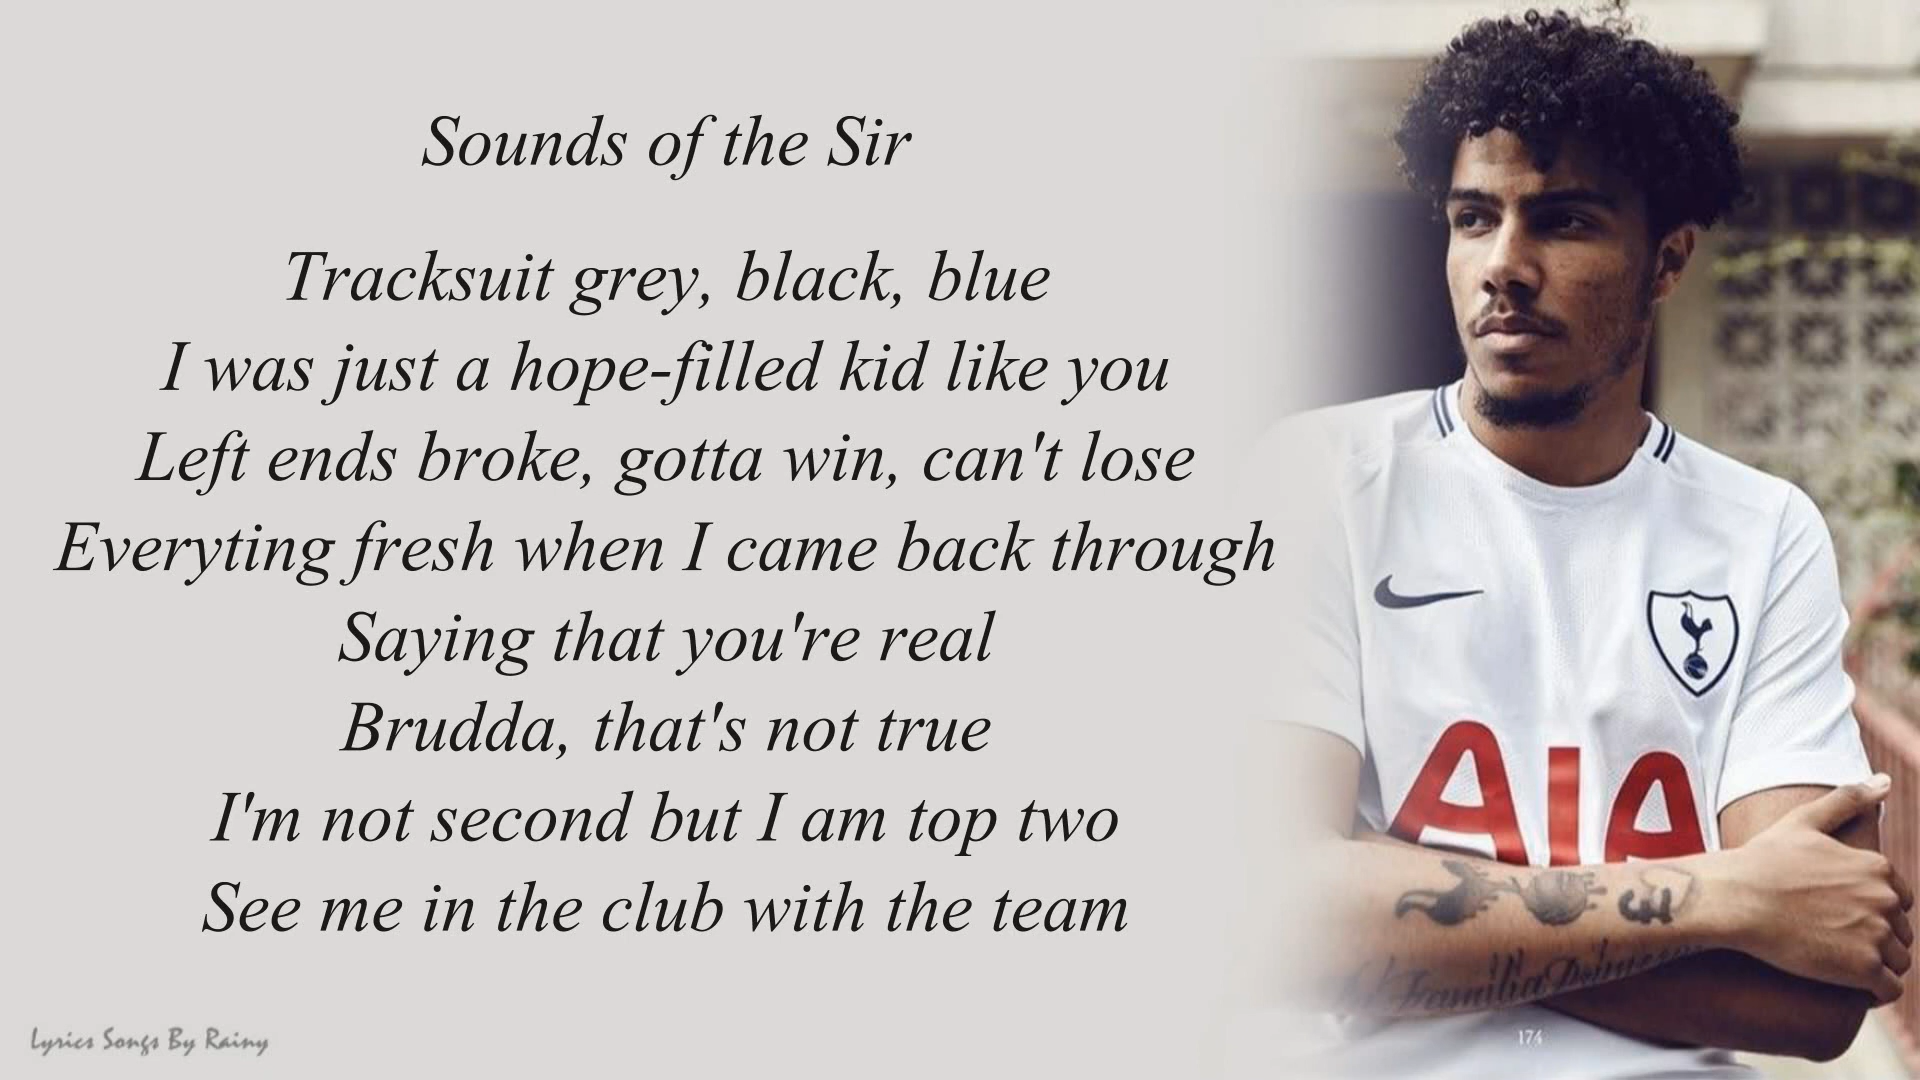 Sounds of the Sir
Tracksuit grey, black, blue
I was just a hope-filled kid like you
Left ends broke, gotta win, can't lose
Everyting fresh when I came back through
Saying that you're real
Brudda, that's not true
I'm not second but I am top two
See me in the club with the team
AIA
£
Familia
174
Lyrics Songs By Rainy